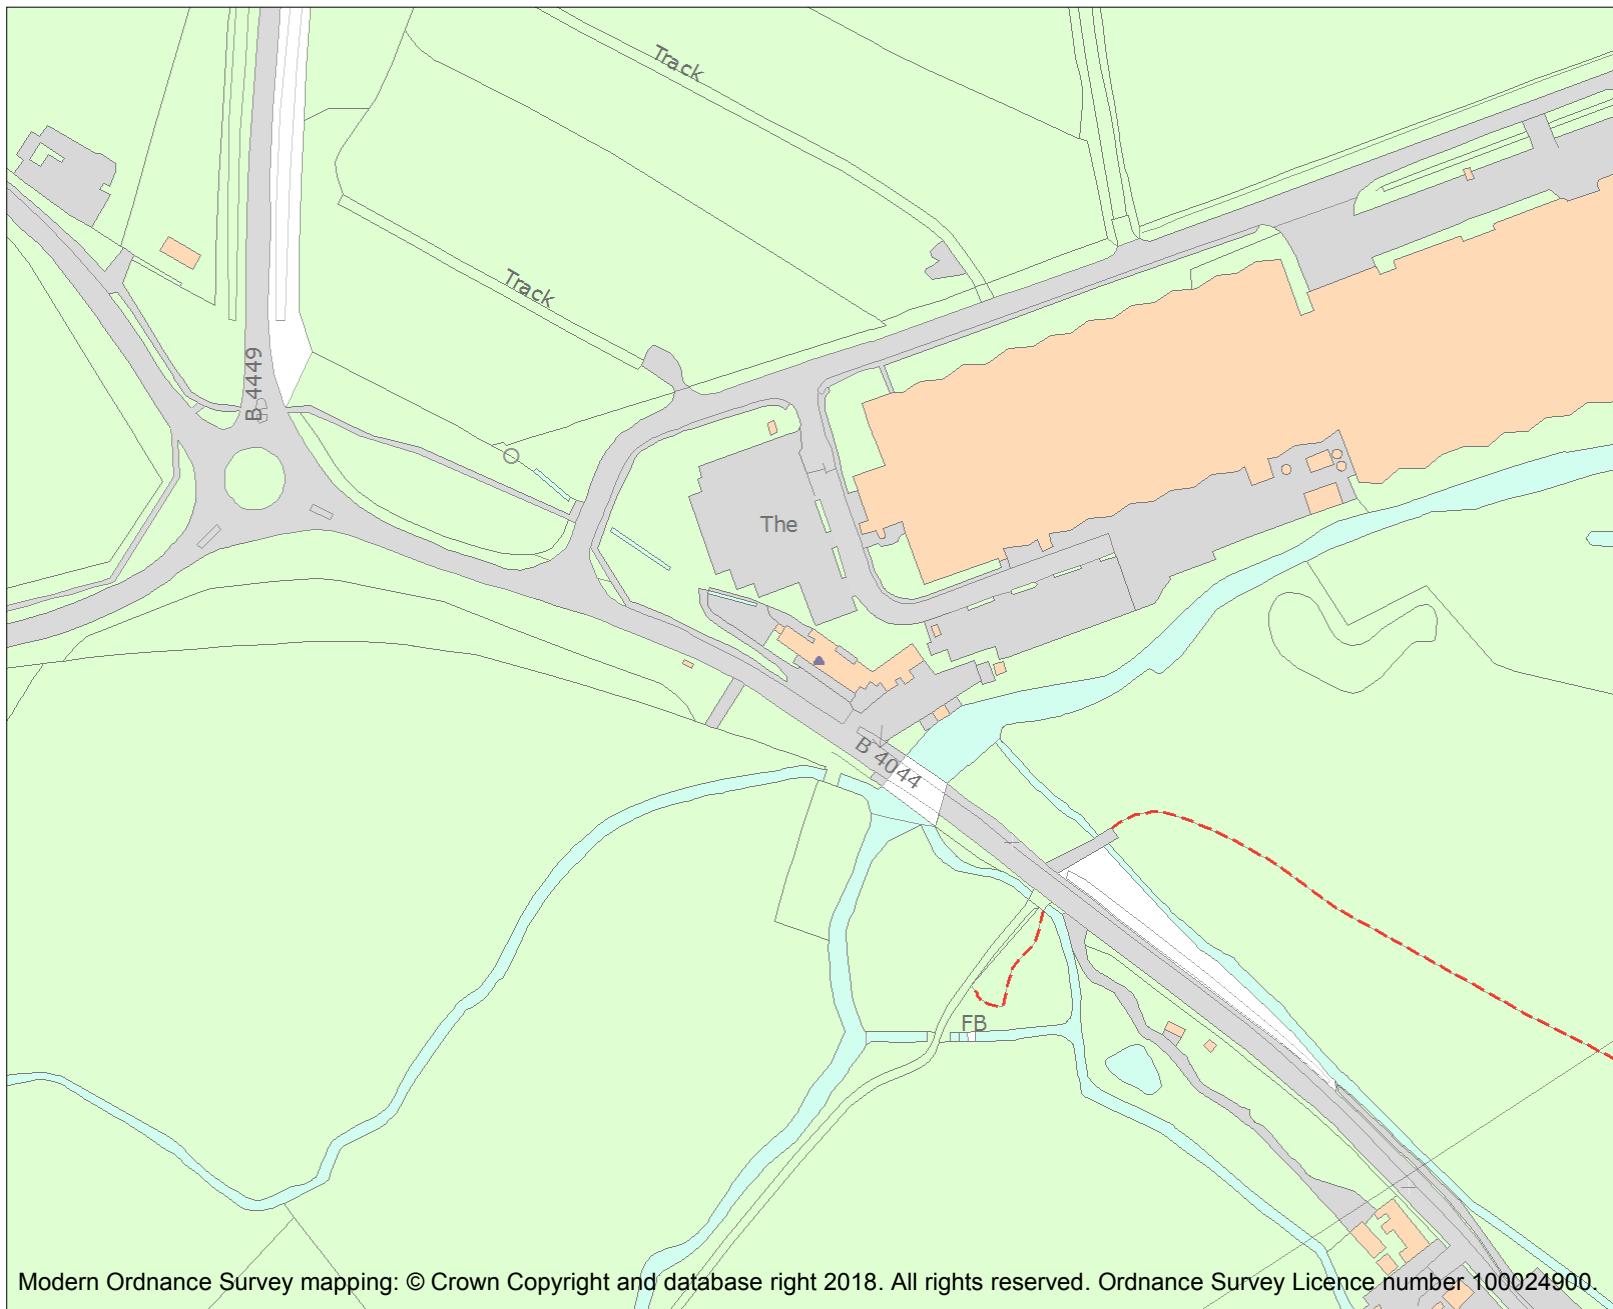 Track
Track
B 4449
The
B 4044
FB
Modern Ordnance Survey mapping: © Crown Copyright and database right 2018. All rights reserved. Ordnance Survey Licence number 100024900.